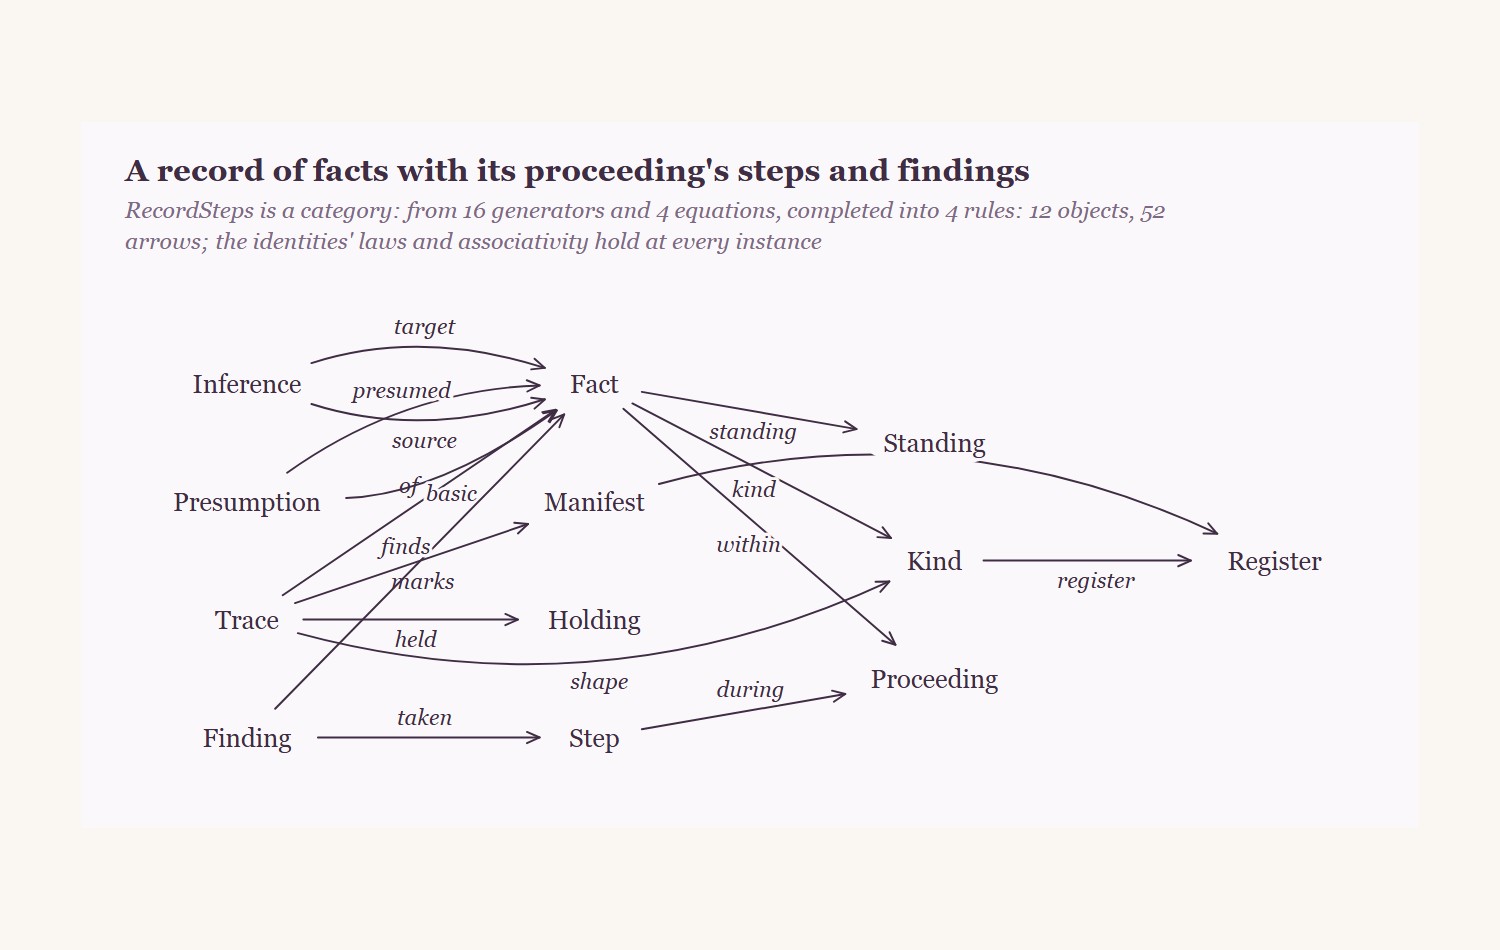 A record of facts with its proceeding's steps and findings
RecordSteps is a category: from 16 generators and 4 equations, completed into 4 rules: 12 objects, 52
arrows; the identities' laws and associativity hold at every instance
target
Inference
presumed
Fact
standing
source
Standing
Presumption
of
basic
Manifest
kind
finds
within
Kind
Register
marks
register
Trace
held
Holding
shape
during
Proceeding
taken
Finding
Step